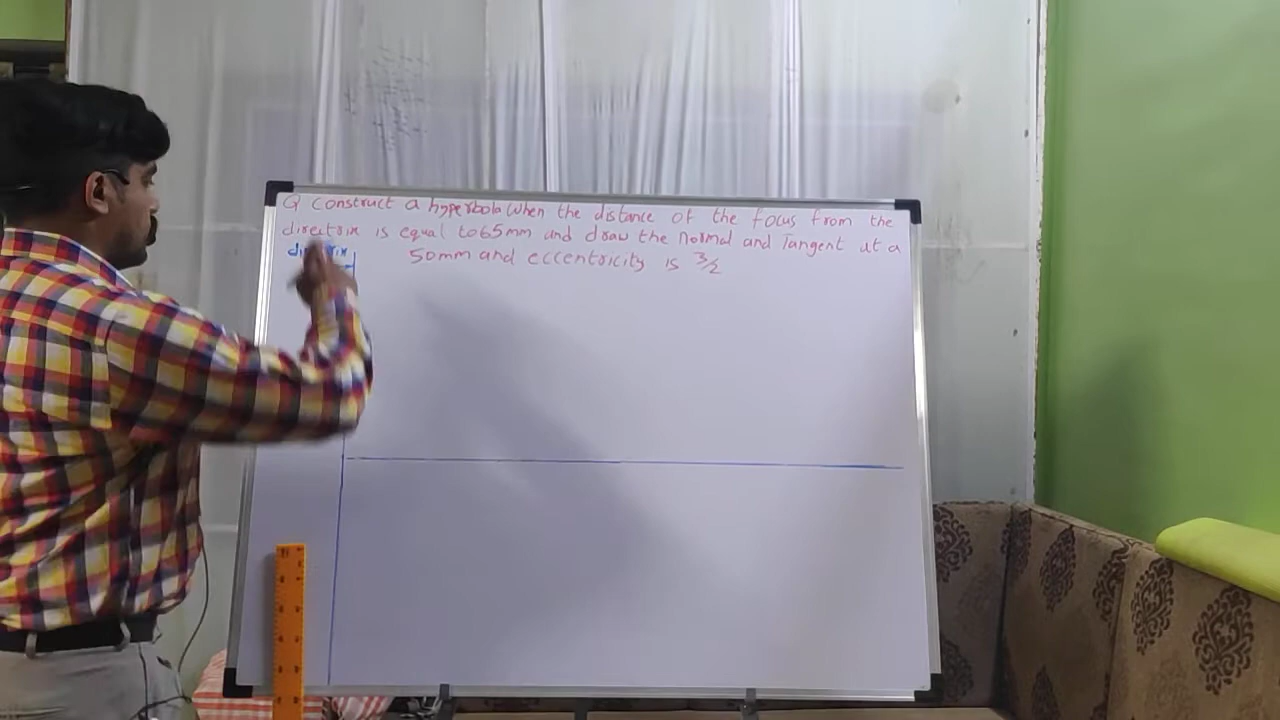 Q Construct a hyperbola When the distance of the focus from the
directrix is equal to 65mm and draw the Normal and Tangent at a
50mm and eccentricity is 3/2